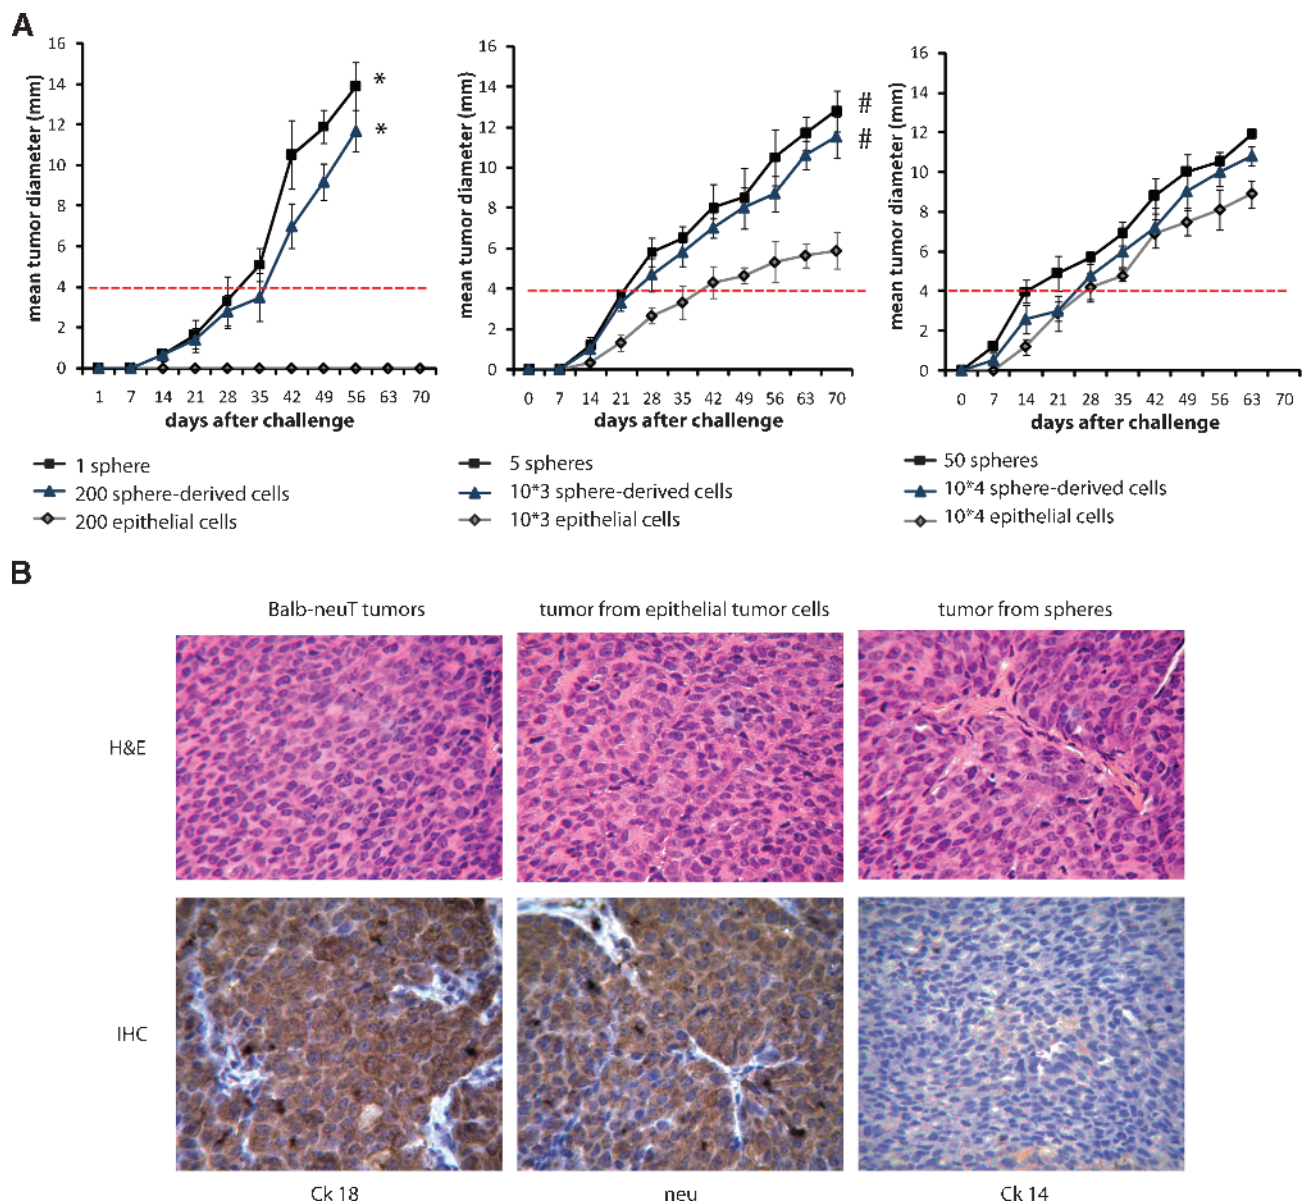 A
mean tumor diameter (mm)
16
14
12
10
8
6
4
2
0
*
*
1 7 14 21 28 35 42 49 56 63 70
days after challenge
1 sphere
200 sphere-derived cells
200 epithelial cells
mean tumor diameter (mm)
16
14
12
10
8
6
4
2
0
#
#
0 7 14 21 28 35 42 49 56 63 70
days after challenge
5 spheres
10*3 sphere-derived cells
10*3 epithelial cells
mean tumor diameter (mm)
16
14
12
10
8
6
4
2
0
0 7 14 21 28 35 42 49 56 63 70
days after challenge
50 spheres
10*4 sphere-derived cells
10*4 epithelial cells
B
Balb-neuT tumors
tumor from epithelial tumor cells
tumor from spheres
H&E
IHC
Ck 18
neu
Ck 14